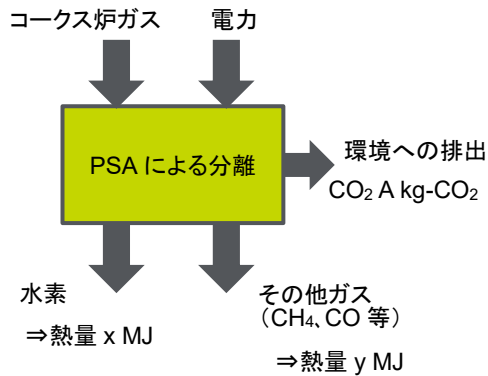 コークス炉ガス
電力
PSA による分離
環境への排出
CO₂ A kg-CO₂
水素
⇒熱量 x MJ
その他ガス
（CH₄、CO 等）
⇒熱量 y MJ